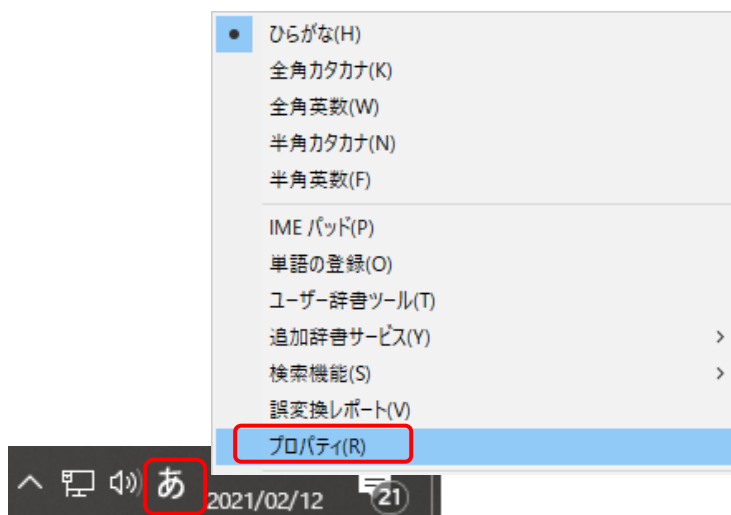 ひらがな(H)
全角カタカナ(K)
全角英数(W)
半角カタカナ(N)
半角英数(F)
IME パッド(P)
単語の登録(O)
ユーザー辞書ツール(T)
追加辞書サービス(Y)
検索機能(S)
誤変換レポート(V)
プロパティ(R)
あ
2021/02/12
21